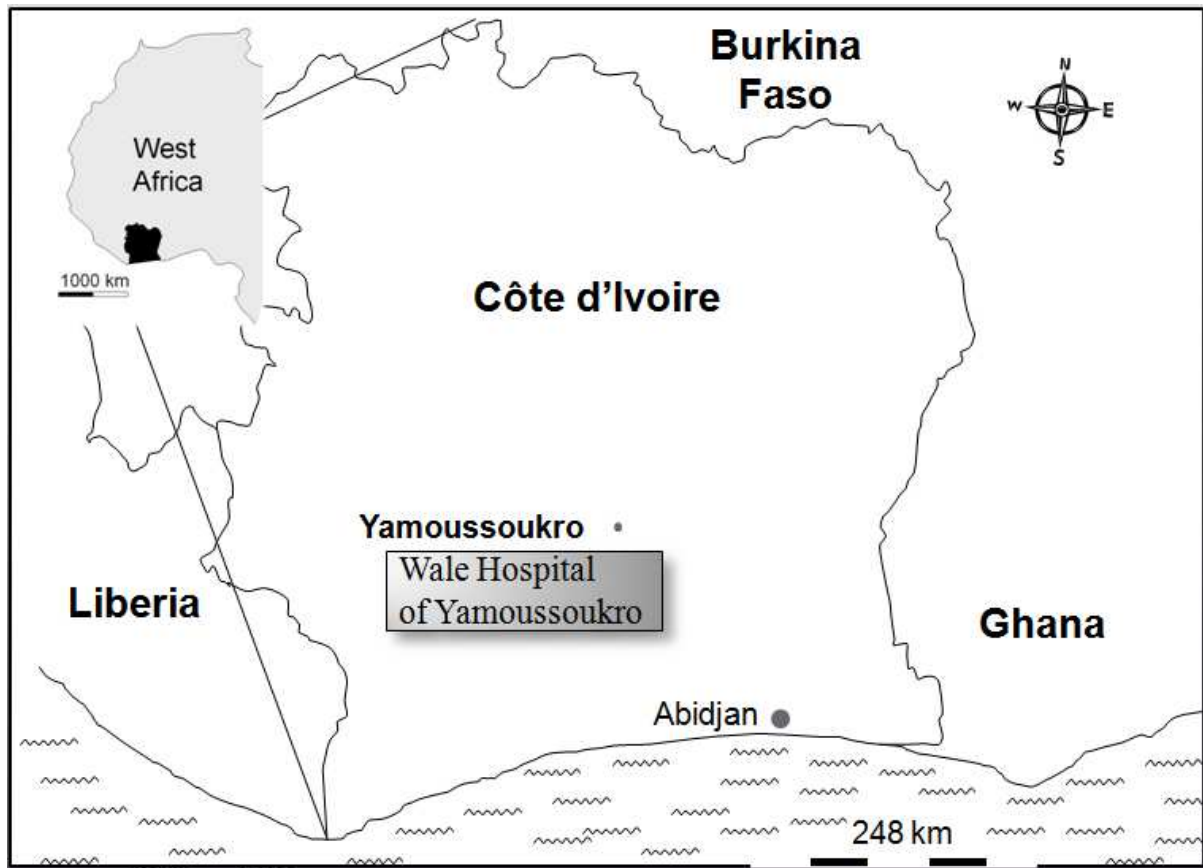 Burkina
Faso
N
W
E
S
West
Africa
1000 km
Côte d’Ivoire
Yamoussoukro
Wale Hospital
of Yamoussoukro
Liberia
Ghana
Abidjan
248 km